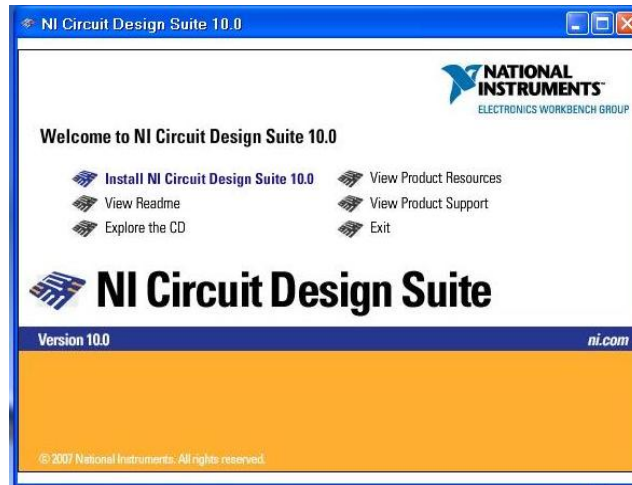 NI Circuit Design Suite 10.0
NATIONAL
INSTRUMENTS™
ELECTRONICS WORKBENCH GROUP
Welcome to NI Circuit Design Suite 10.0
Install NI Circuit Design Suite 10.0
View Product Resources
View Readme
View Product Support
Explore the CD
Exit
NI Circuit Design Suite
Version 10.0
ni.com
© 2007 National Instruments. All rights reserved.